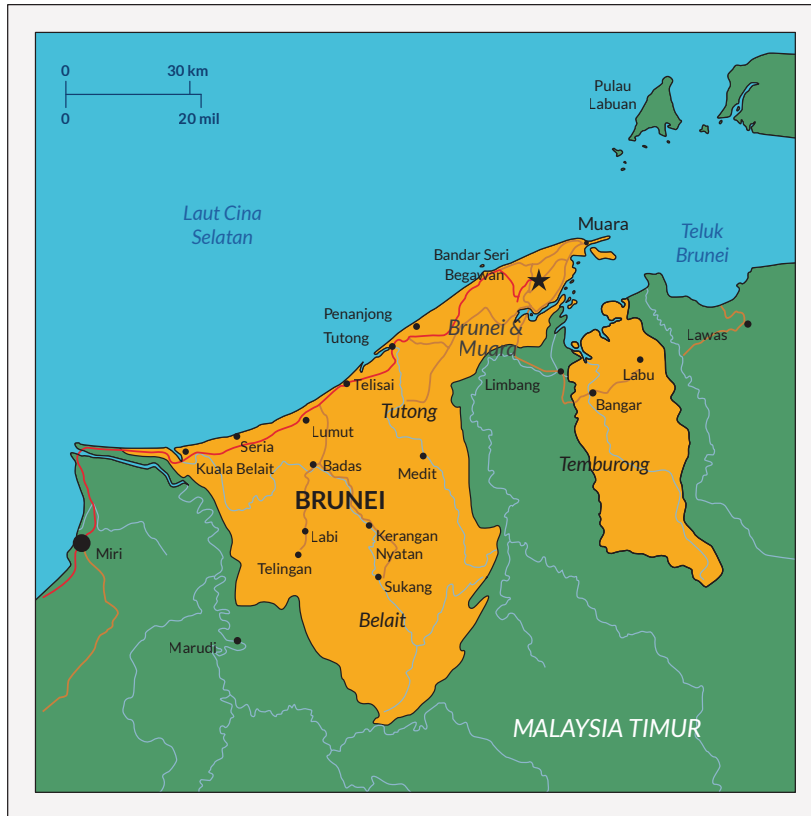 0
30 km
0
20 mil
Pulau
Labuan
Laut Cina
Selatan
Muara
Teluk
Brunei
Bandar Seri
Begawan
Penanjong
Tutong
Brunei &
Muara
Lawas
Limbang
Labu
Telisai
Bangar
Tutong
Lumut
Seria
Kuala Belait
Badas
Medit
Temburong
BRUNEI
Labi
Kerangan
Nyatan
Miri
Telingan
Sukang
Belait
Marudi
MALAYSIA TIMUR